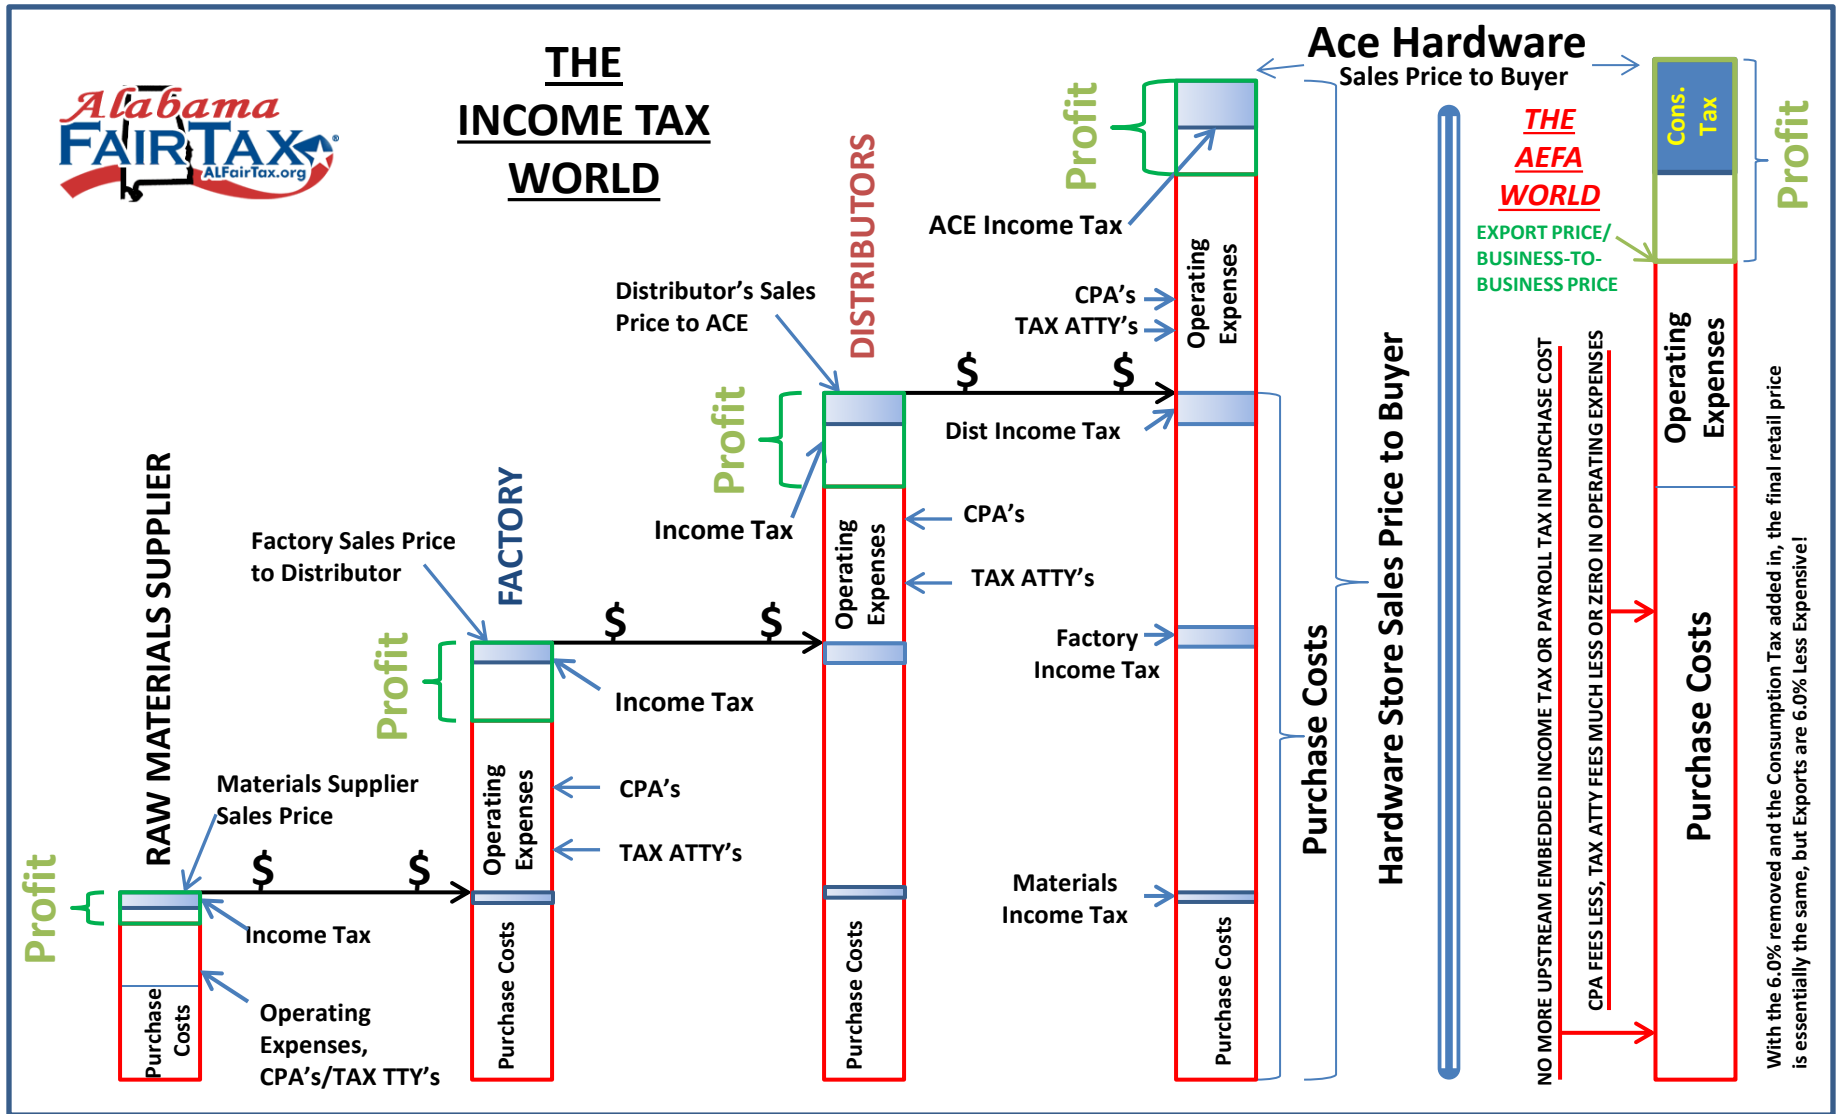 Alabama
FAIRTAX®
ALFairTax.org
THE
INCOME TAX
WORLD
Ace Hardware
Sales Price to Buyer
THE
AEFA
WORLD
EXPORT PRICE/
BUSINESS-TO-
BUSINESS PRICE
Cons.
Tax
Profit
Operating
Expenses
Purchase Costs
NO MORE UPSTREAM EMBEDDED INCOME TAX OR PAYROLL TAX IN PURCHASE COST
CPA FEES LESS, TAX ATTY FEES MUCH LESS OR ZERO IN OPERATING EXPENSES
With the 6.0% removed and the Consumption Tax added in, the final retail price
is essentially the same, but Exports are 6.0% Less Expensive!
Hardware Store Sales Price to Buyer
Purchase Costs
Profit
ACE Income Tax
Operating
Expenses
CPA's
TAX ATTY's
$ $
Dist Income Tax
Factory
Income Tax
Materials
Income Tax
Purchase Costs
DISTRIBUTORS
Distributor's Sales
Price to ACE
Profit
Income Tax
Operating
Expenses
CPA's
TAX ATTY's
Purchase Costs
$ $
FACTORY
Factory Sales Price
to Distributor
Profit
Income Tax
Operating
Expenses
CPA's
TAX ATTY's
Purchase Costs
$ $
RAW MATERIALS SUPPLIER
Materials Supplier
Sales Price
Profit
Income Tax
Purchase
Costs
Operating
Expenses,
CPA's/TAX TTY's